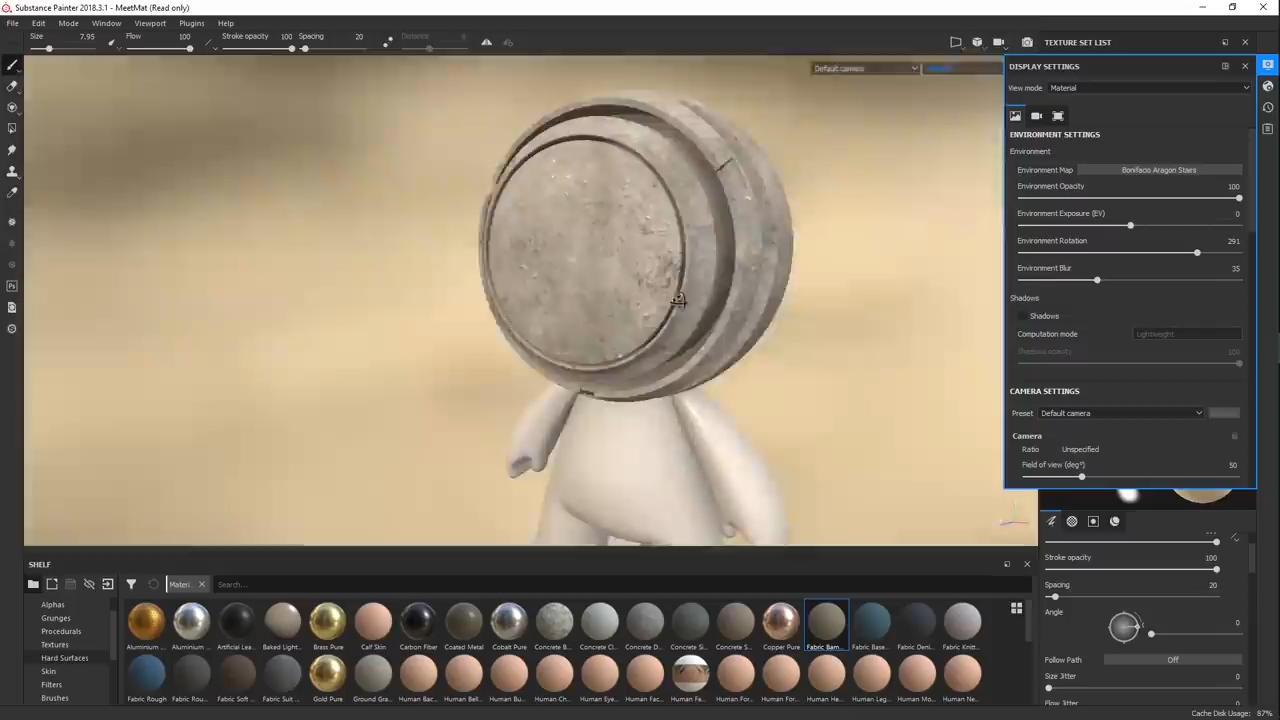 Substance Painter 2018.3.1 - MeetMat (Read only)
File Edit Mode Window Viewport Plugins Help
Size 7.95 Flow 100 Stroke opacity 100 Spacing 20 Distance
TEXTURE SET LIST
Default camera
DISPLAY SETTINGS
View mode Material
ENVIRONMENT SETTINGS
Environment
Environment Map Bonifacio Aragon Stairs
Environment Opacity 100
Environment Exposure (EV) 0
Environment Rotation 291
Environment Blur 35
Shadows
Shadows
Computation mode Lightweight
Shadows opacity 100
CAMERA SETTINGS
Preset Default camera
Camera
Ratio Unspecified
Field of view (deg°) 50
Stroke opacity 100
Spacing 20
Angle 0
Follow Path Off
Size Jitter 0
Flow Jitter
SHELF
Materi... Search...
Alphas
Grunges
Procedurals
Textures
Hard Surfaces
Skin
Filters
Brushes
Aluminium ... Aluminium ... Artificial Lea... Baked Light... Brass Pure Calf Skin Carbon Fiber Coated Metal Cobalt Pure Concrete B... Concrete Cl... Concrete D... Concrete Si... Concrete S... Copper Pure Fabric Bam... Fabric Base... Fabric Deni... Fabric Knitt...
Fabric Rough Fabric Rou... Fabric Soft ... Fabric Suit ... Gold Pure Ground Gra... Human Bac... Human Bell... Human Bu... Human Ch... Human Eye... Human Fac... Human Fe... Human For... Human For... Human He... Human Leg... Human Mo... Human Ne...
Cache Disk Usage: 87%